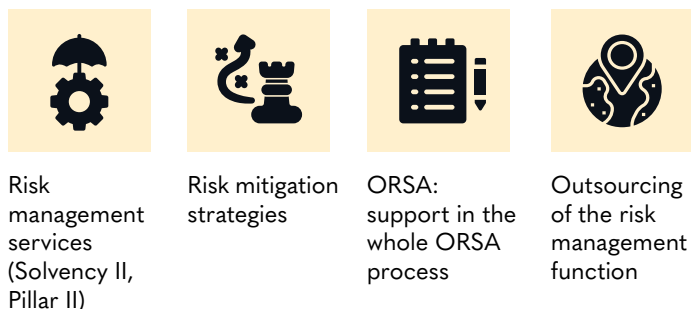 Risk
management
services
(Solvency II,
Pillar II)
Risk mitigation
strategies
ORSA:
support in the
whole ORSA
process
Outsourcing
of the risk
management
function